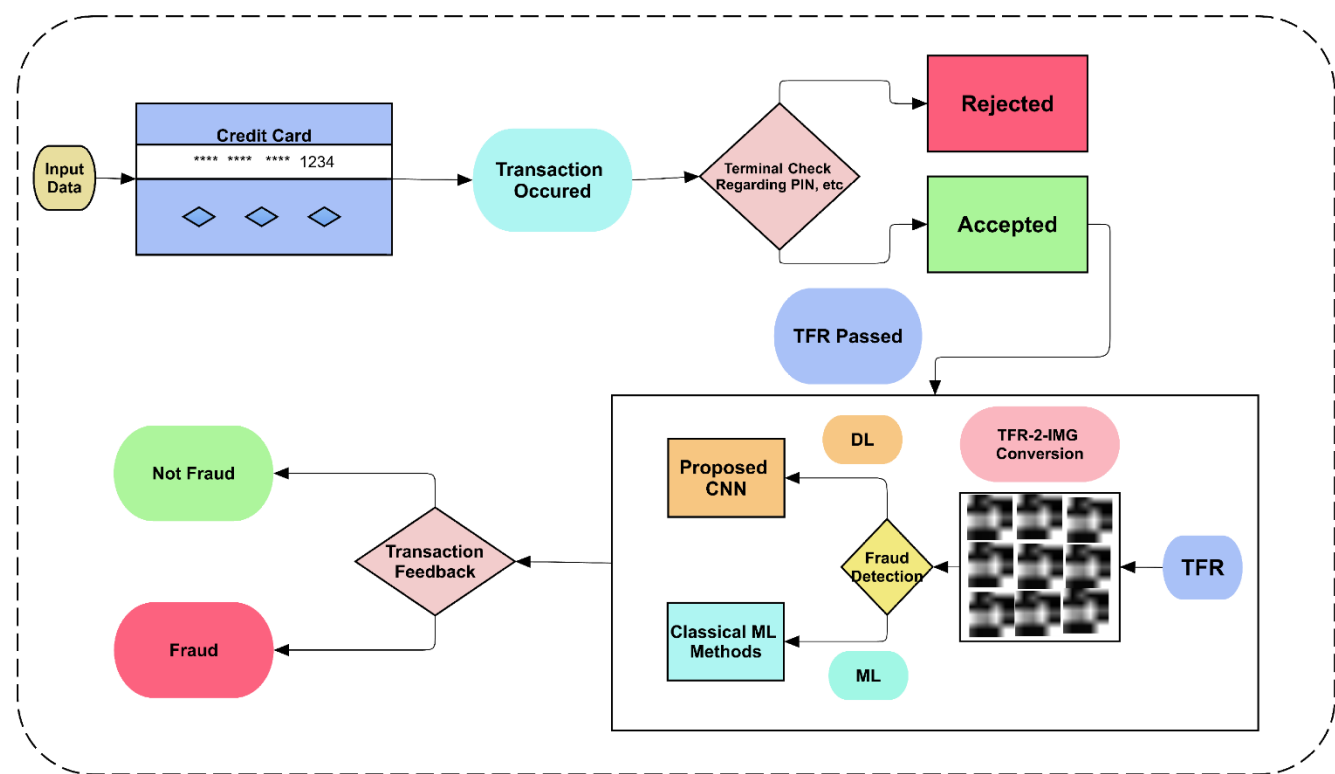 Input
Data
Credit Card
**** **** **** 1234
Transaction
Occured
Terminal Check
Regarding PIN, etc
Rejected
Accepted
TFR Passed
TFR-2-IMG
Conversion
TFR
DL
Proposed
CNN
Fraud
Detection
Classical ML
Methods
ML
Transaction
Feedback
Not Fraud
Fraud